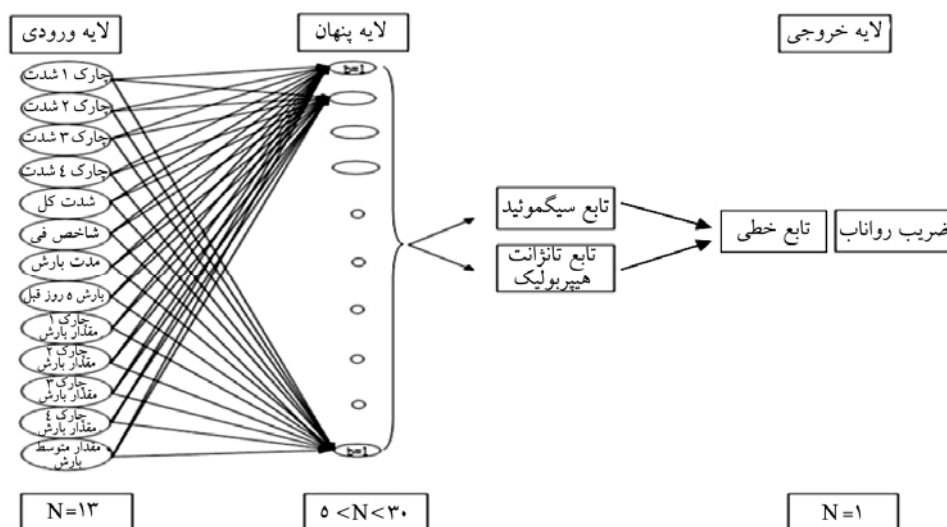 لایه ورودی
لایه پنهان
لایه خروجی
چارک ۱ شدت
چارک ۲ شدت
چارک ۳ شدت
چارک ٤ شدت
شدت کل
شاخص فی
مدت بارش
بارش ٥ روز قبل
چارک ۱
مقدار بارش
چارک ۲
مقدار بارش
چارک ۳
مقدار بارش
چارک ٤
مقدار بارش
مقدار متوسط
بارش
b=1
b=1
تابع سیگموئید
تابع تانژانت
هیپربولیک
تابع خطی
ضریب رواناب
N=۱۳
٥ <N<۳۰
N=۱